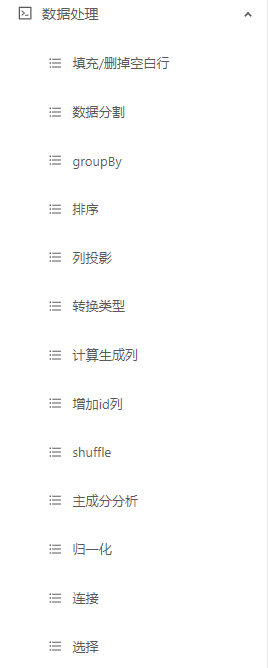 数据处理
填充/删掉空白行
数据分割
groupBy
排序
列投影
转换类型
计算生成列
增加id列
shuffle
主成分分析
归一化
连接
选择